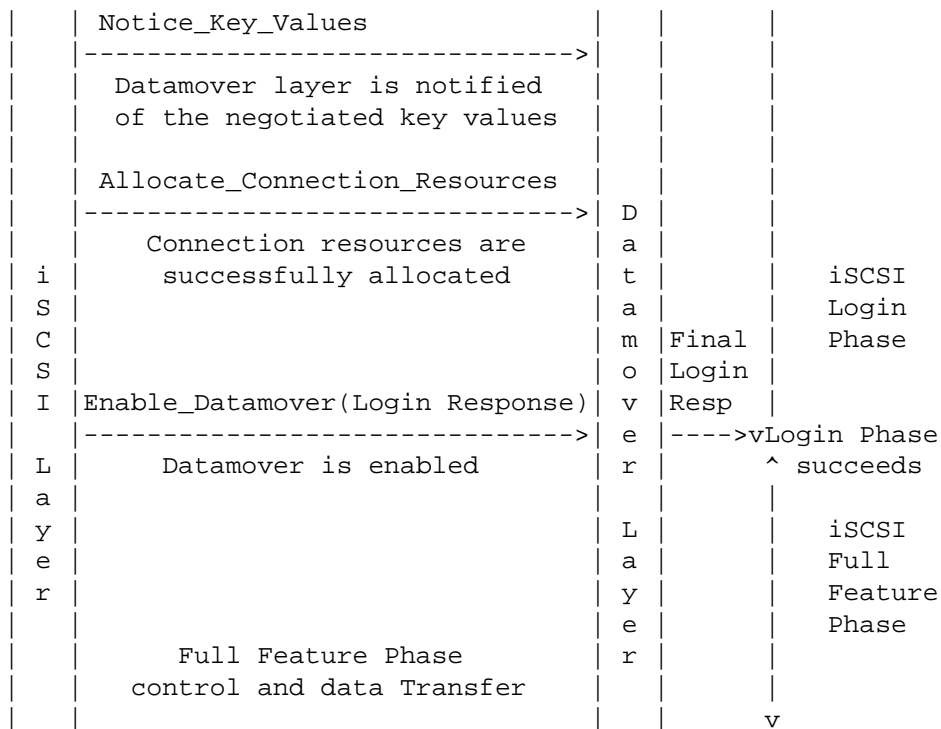 |   | Notice_Key_Values              |   |      |
|   |------------------------------->|   |      |
|   |  Datamover layer is notified   |   |      |
|   |  of the negotiated key values  |   |      |
|   |                                |   |      |
|   | Allocate_Connection_Resources  |   |      |
|   |------------------------------->| D |      |
|   |    Connection resources are    | a |      |
| i |     successfully allocated     | t |      |   iSCSI
| S |                                | a |      |   Login
| C |                                | m |Final |   Phase
| S |                                | o |Login |
| I |Enable_Datamover(Login Response)| v |Resp  |
|   |------------------------------->| e |---->vLogin Phase
| L |     Datamover is enabled       | r |      ^ succeeds
| a |                                |   |      |
| y |                                | L |      |   iSCSI
| e |                                | a |      |   Full
| r |                                | y |      |   Feature
|   |                                | e |      |   Phase
|   |      Full Feature Phase        | r |      |
|   |   control and data Transfer    |   |      |
|   |                                |   |      v